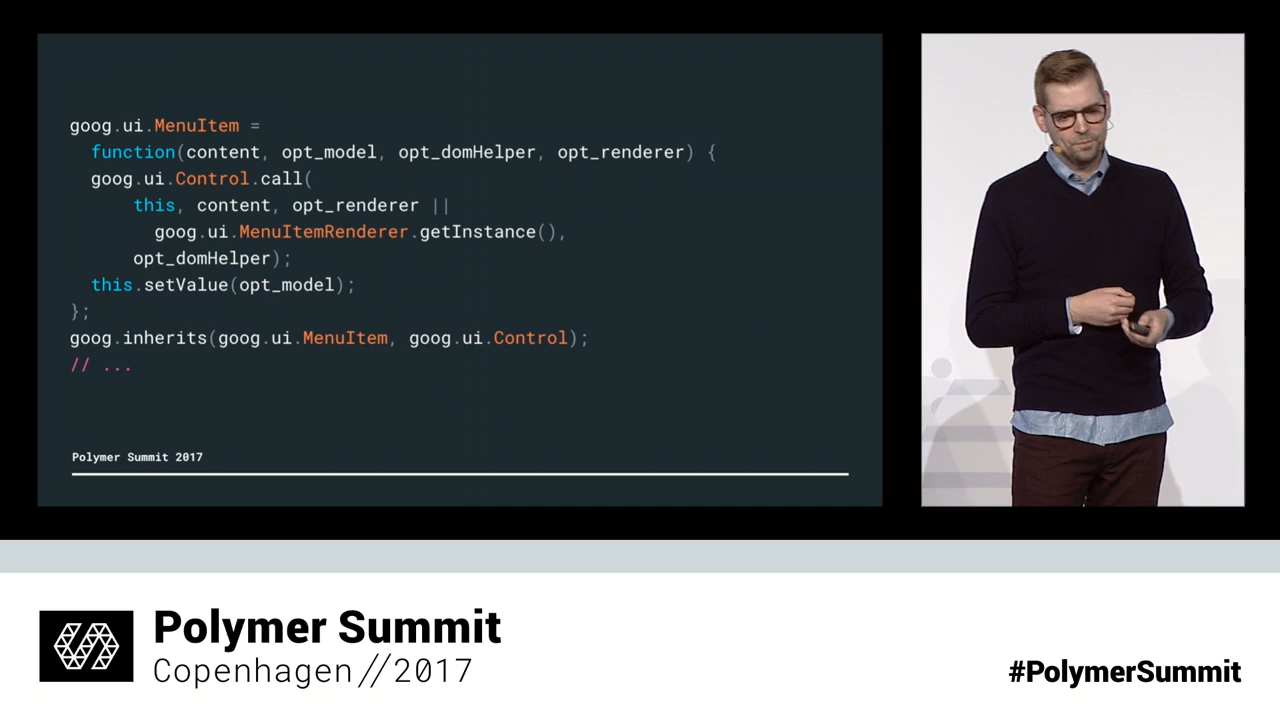 goog.ui.MenuItem =
function(content, opt_model, opt_domHelper, opt_renderer) {
goog.ui.Control.call(
this, content, opt_renderer ||
goog.ui.MenuItemRenderer.getInstance(),
opt_domHelper);
this.setValue(opt_model);
};
goog.inherits(goog.ui.MenuItem, goog.ui.Control);
// ...
Polymer Summit 2017
Polymer Summit
Copenhagen//2017
#PolymerSummit